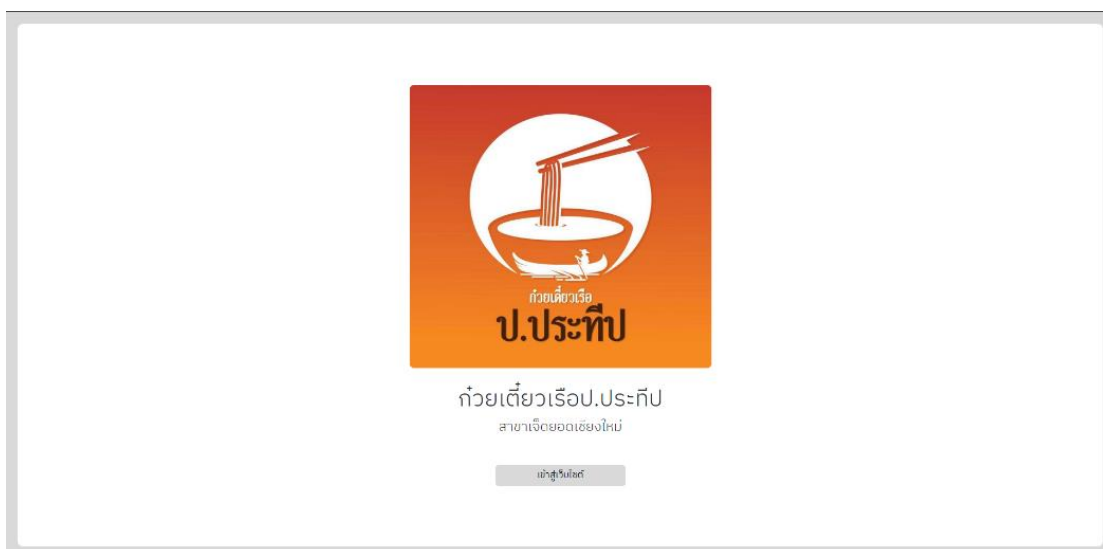 ก๋วยเตี๋ยวเรือ
ป.ประทีป
ก๋วยเตี๋ยวเรือป.ประทีป
สาขาเจ็ดยอดเชียงใหม่
เข้าสู่เว็บไซต์